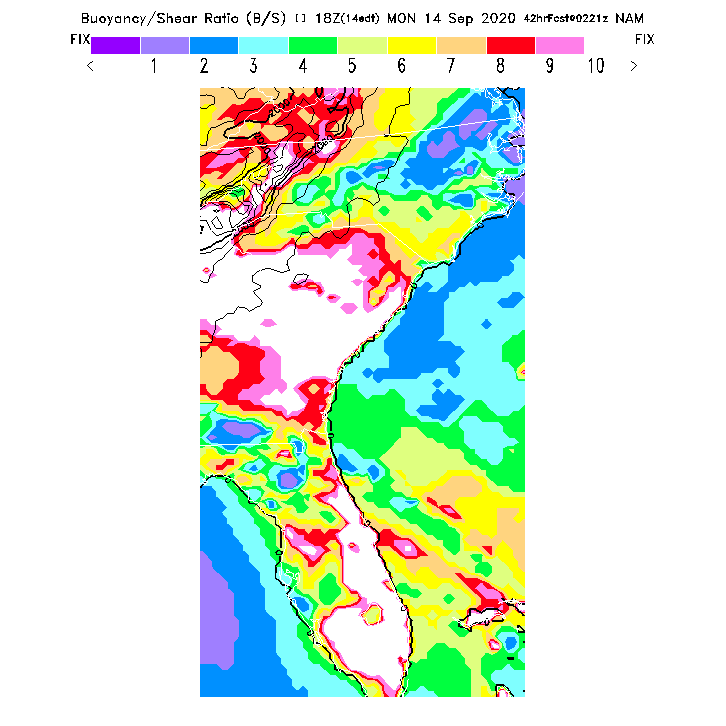 Buoyancy/Shear Ratio (B/S) [] 18Z(14edt) MON 14 Sep 2020 42hrFcst@0221z NAM
FIX FIX
< 1 2 3 4 5 6 7 8 9 10 >